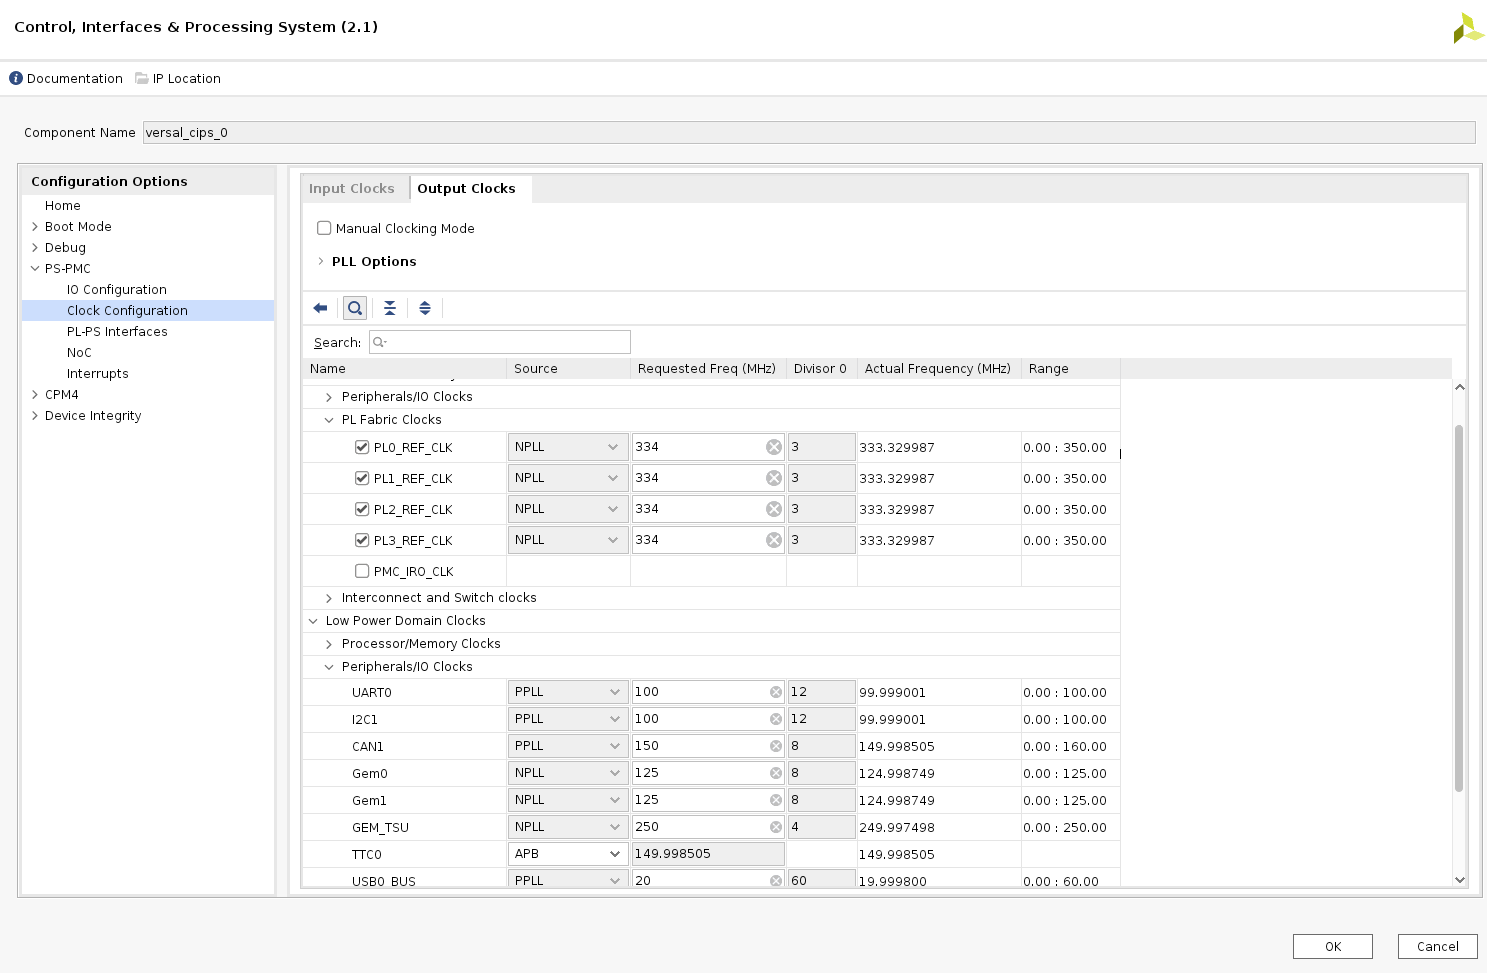 Control, Interfaces & Processing System (2.1)
Documentation IP Location
Component Name versal_cips_0
Configuration Options
Home
Boot Mode
Debug
PS-PMC
IO Configuration
Clock Configuration
PL-PS Interfaces
NoC
Interrupts
CPM4
Device Integrity
Input Clocks Output Clocks
Manual Clocking Mode
PLL Options
Search:
Name Source Requested Freq (MHz) Divisor 0 Actual Frequency (MHz) Range
Peripherals/IO Clocks
PL Fabric Clocks
PL0_REF_CLK NPLL 334 3 333.329987 0.00 : 350.00
PL1_REF_CLK NPLL 334 3 333.329987 0.00 : 350.00
PL2_REF_CLK NPLL 334 3 333.329987 0.00 : 350.00
PL3_REF_CLK NPLL 334 3 333.329987 0.00 : 350.00
PMC_IRO_CLK
Interconnect and Switch clocks
Low Power Domain Clocks
Processor/Memory Clocks
Peripherals/IO Clocks
UART0 PPLL 100 12 99.999001 0.00 : 100.00
I2C1 PPLL 100 12 99.999001 0.00 : 100.00
CAN1 PPLL 150 8 149.998505 0.00 : 160.00
Gem0 NPLL 125 8 124.998749 0.00 : 125.00
Gem1 NPLL 125 8 124.998749 0.00 : 125.00
GEM_TSU NPLL 250 4 249.997498 0.00 : 250.00
TTC0 APB 149.998505 149.998505
USB0_BUS PPLL 20 60 19.999800 0.00 : 60.00
OK Cancel